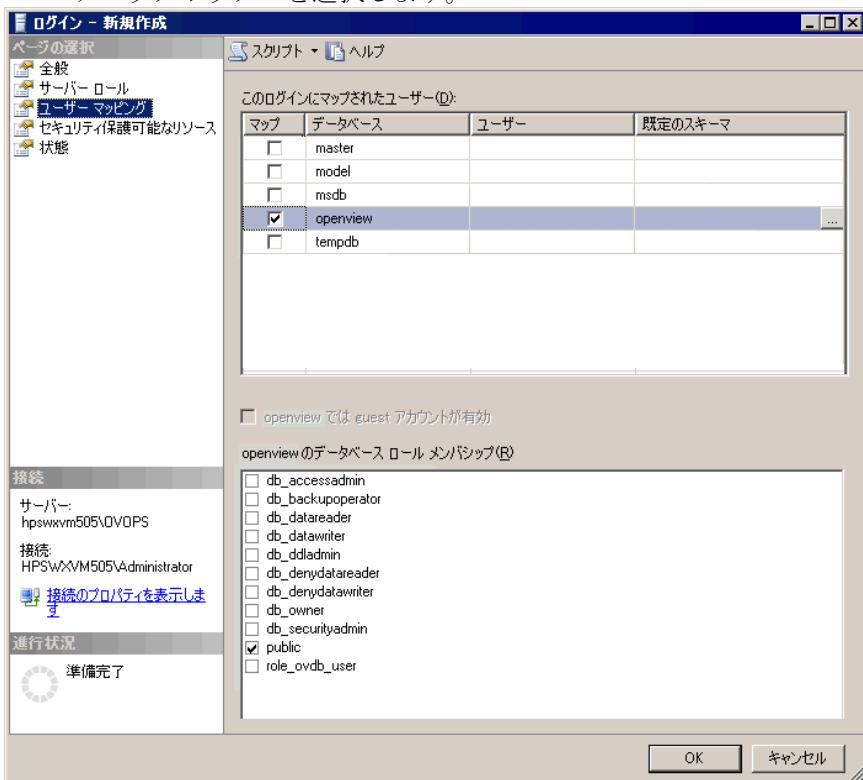 を選択します。
ログイン - 新規作成
ページの選択
全般
サーバー ロール
ユーザー マッピング
セキュリティ保護可能なリソース
状態
スクリプト ヘルプ
このログインにマップされたユーザー(D):
マップ データベース ユーザー 既定のスキーマ
master
model
msdb
openview ...
tempdb
openview では guest アカウントが有効
openview のデータベース ロール メンバシップ(R)
db_accessadmin
db_backupoperator
db_datareader
db_datawriter
db_ddladmin
db_denydatareader
db_denydatawriter
db_owner
db_securityadmin
public
role_ovdb_user
接続
サーバー:
hpswxvm505\OVOPS
接続:
HPSWXVM505\Administrator
接続のプロパティを表示しま
す
進行状況
準備完了
OK キャンセル